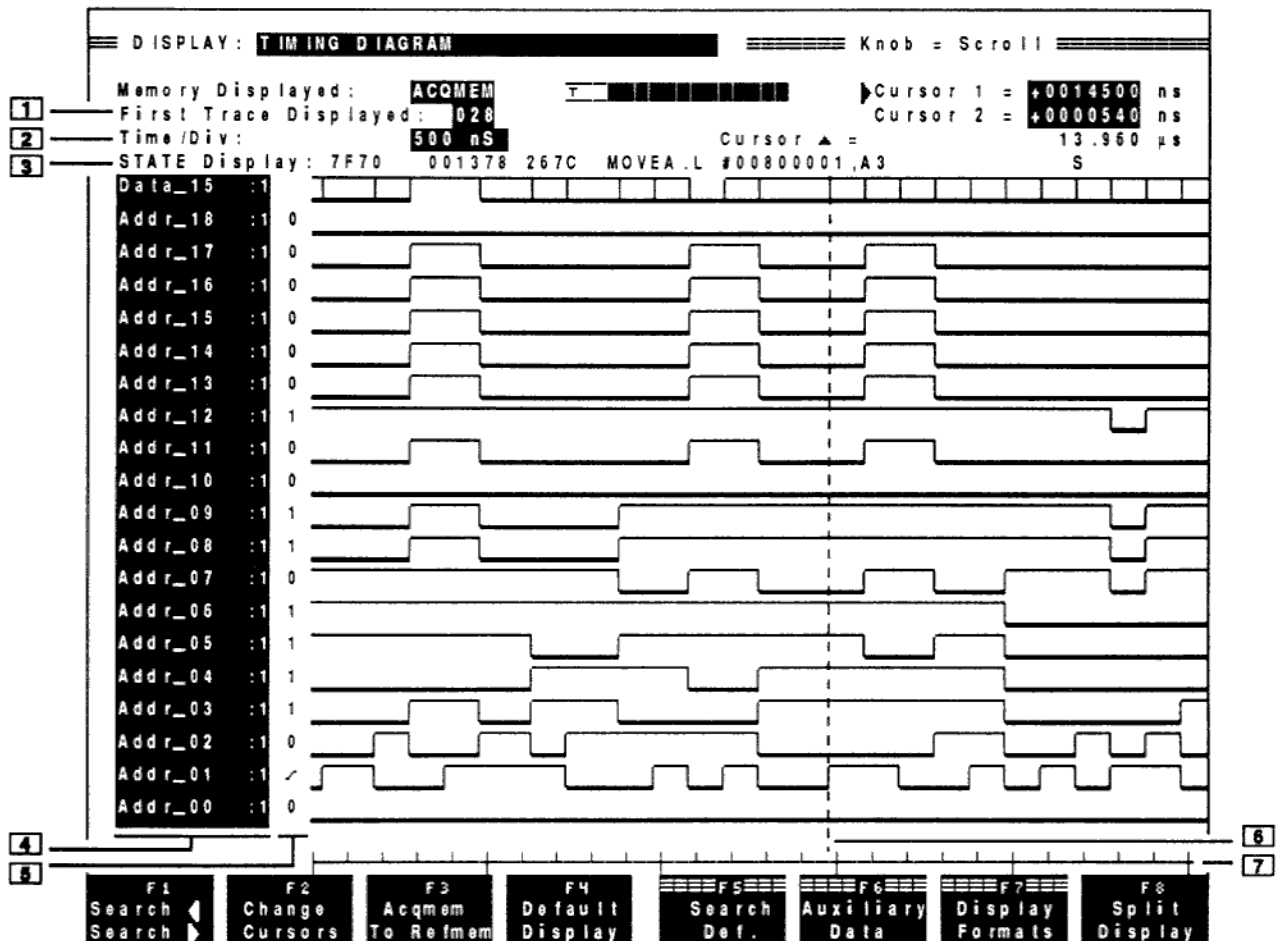 DISPLAY: TIMING DIAGRAM Knob = Scroll
Memory Displayed: ACQMEM T Cursor 1 = +0014500 ns
1 First Trace Displayed: 028 Cursor 2 = +0000540 ns
2 Time/Div: 500 nS Cursor ▲ = 13.960 µs
3 STATE Display: 7F70 001378 267C MOVEA.L #00800001,A3 S
Data_15 :1
Addr_18 :1 0
Addr_17 :1 0
Addr_16 :1 0
Addr_15 :1 0
Addr_14 :1 0
Addr_13 :1 0
Addr_12 :1 1
Addr_11 :1 0
Addr_10 :1 0
Addr_09 :1 1
Addr_08 :1 1
Addr_07 :1 0
Addr_06 :1 1
Addr_05 :1 1
Addr_04 :1 1
Addr_03 :1 1
Addr_02 :1 0
Addr_01 :1
Addr_00 :1 0
4 6
5 7
F1 F2 F3 F4 F5 F6 F7 F8
Search Change Acqmem Default Search Auxiliary Display Split
Search Cursors To Refmem Display Def. Data Formats Display